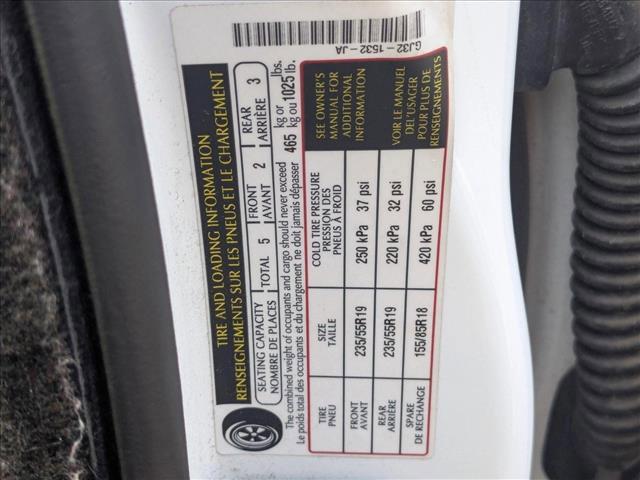 TIRE AND LOADING INFORMATION
RENSEIGNEMENTS SUR LES PNEUS ET LE CHARGEMENT
SEATING CAPACITY
NOMBRE DE PLACES
TOTAL 5
FRONT
AVANT
2
REAR
ARRIÈRE
3
The combined weight of occupants and cargo should never exceed
Le poids total des occupants et du chargement ne doit jamais dépasser
465 kg or
kg ou
1025 lbs.
lb.
TIRE
PNEU
SIZE
TAILLE
COLD TIRE PRESSURE
PRESSION DES
PNEUS À FROID
SEE OWNER'S
MANUAL FOR
ADDITIONAL
INFORMATION
FRONT
AVANT
235/55R19
250 kPa 37 psi
REAR
ARRIÈRE
235/55R19
220 kPa 32 psi
VOIR LE MANUEL
DEL'USAGER
POUR PLUS DE
RENSEIGNEMENTS
SPARE
DE RECHANGE
155/85R18
420 kPa 60 psi
GJ32-1532-JA